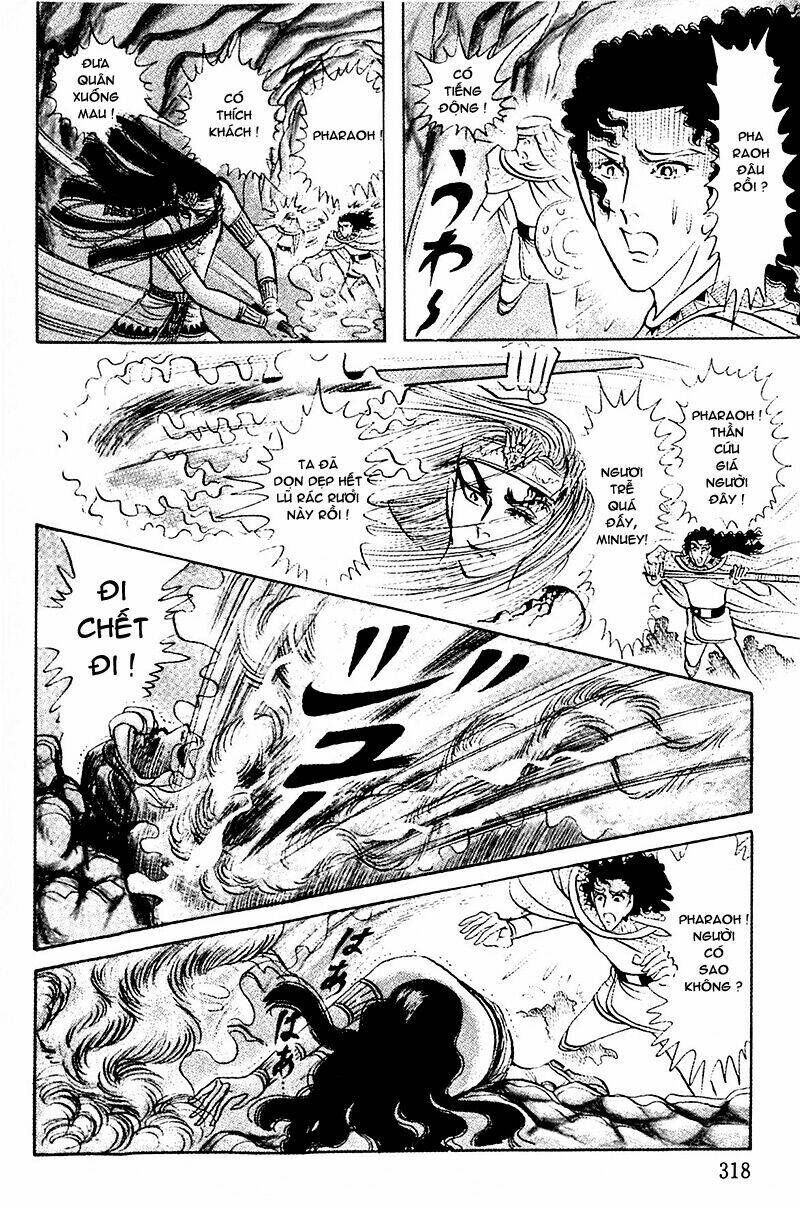 PHA
RAOH
ĐÂU
RỒI ?
CÓ
TIẾNG
ĐỘNG !
うわ～
PHARAOH !
CÓ
THÍCH
KHÁCH !
ĐƯA
QUÂN
XUỐNG
MAU !
PHARAOH !
THẦN
CỨU
GIÁ
NGƯỜI
ĐÂY !
NGƯƠI
TRỄ
QUÁ
ĐẤY,
MINUEY!
TA ĐÃ
DỌN DẸP HẾT
LŨ RÁC RƯỞI
NÀY RỒI !
ĐI
CHẾT
ĐI !
ビュー
PHARAOH !
NGƯỜI
CÓ
SAO
KHÔNG ?
はあ…
はあ…
318